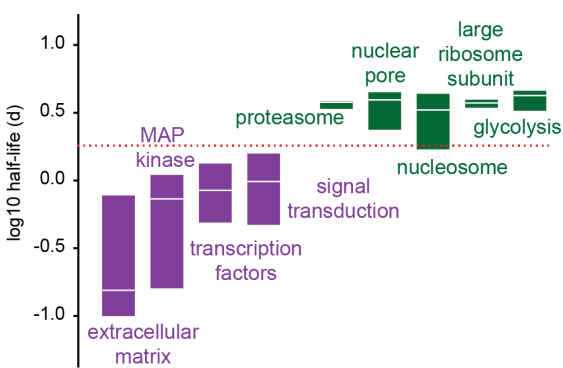 log10 half-life (d)
1.0
0.5
0.0
-0.5
-1.0
extracellular
matrix
MAP
kinase
transcription
factors
signal
transduction
proteasome
nuclear
pore
nucleosome
large
ribosome
subunit
glycolysis